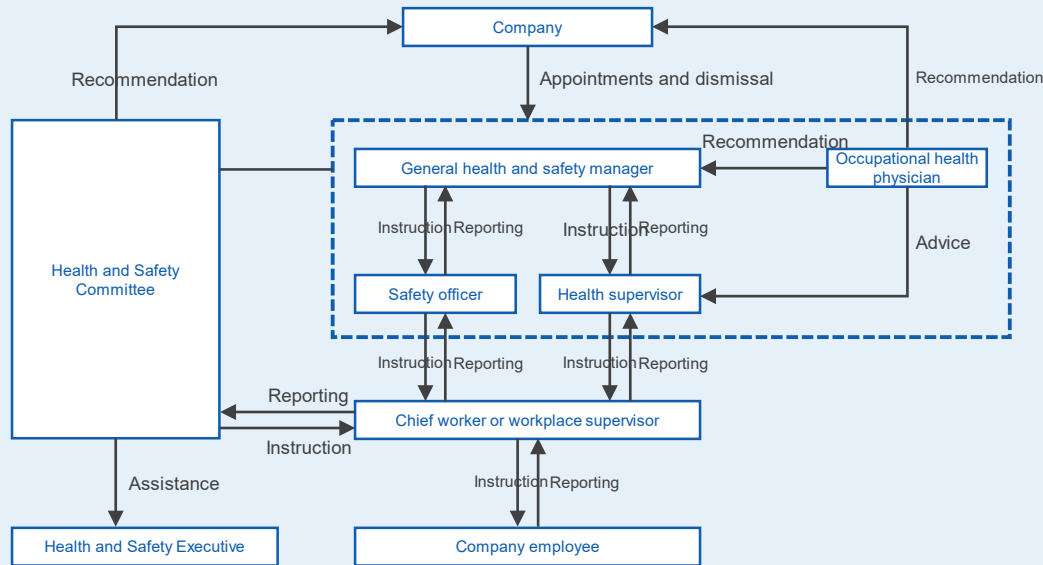 Company
Recommendation
Appointments and dismissal
Recommendation
Recommendation
General health and safety manager
Occupational health
physician
Instruction
Reporting
Instruction
Reporting
Advice
Health and Safety
Committee
Safety officer
Health supervisor
Instruction
Reporting
Instruction
Reporting
Reporting
Chief worker or workplace supervisor
Instruction
Assistance
Instruction
Reporting
Health and Safety Executive
Company employee